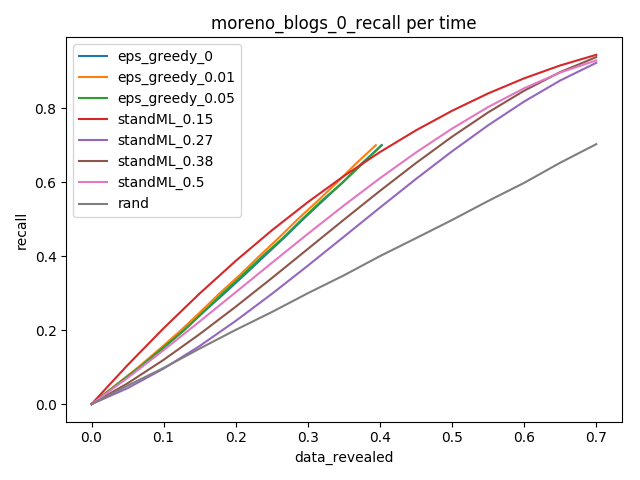 moreno_blogs_0_recall per time
eps_greedy_0
eps_greedy_0.01
eps_greedy_0.05
standML_0.15
standML_0.27
standML_0.38
standML_0.5
rand
recall
0.8
0.6
0.4
0.2
0.0
0.0 0.1 0.2 0.3 0.4 0.5 0.6 0.7
data_revealed